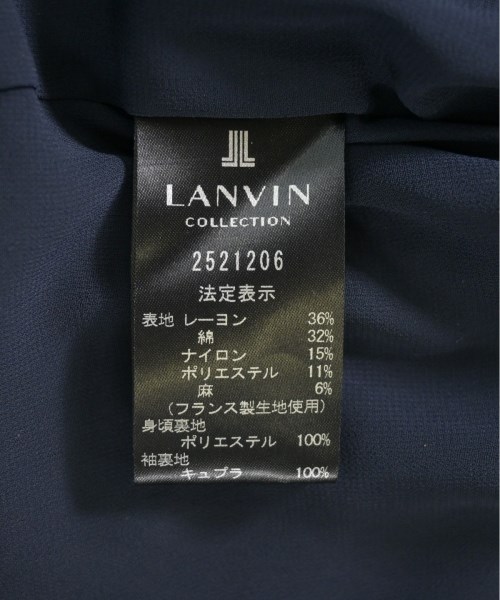 LANVIN
COLLECTION
2521206
法定表示
表地 レーヨン 36%
綿 32%
ナイロン 15%
ポリエステル 11%
麻 6%
(フランス製生地使用)
身頃裏地
ポリエステル 100%
袖裏地
キュプラ 100%